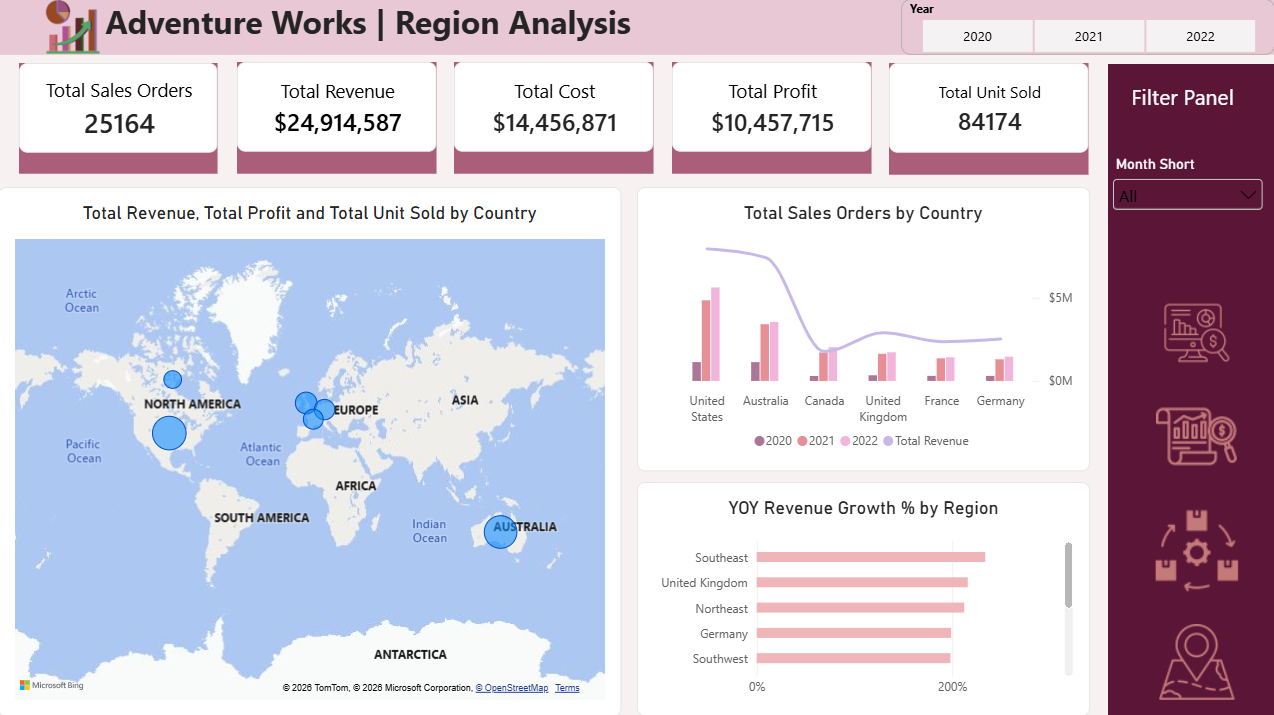 Adventure Works | Region Analysis
Year
2020
2021
2022
Total Sales Orders
25164
Total Revenue
$24,914,587
Total Cost
$14,456,871
Total Profit
$10,457,715
Total Unit Sold
84174
Filter Panel
Month Short
All
Total Revenue, Total Profit and Total Unit Sold by Country
Arctic
Ocean
NORTH AMERICA
EUROPE
ASIA
Pacific
Ocean
Atlantic
Ocean
AFRICA
SOUTH AMERICA
Indian
Ocean
AUSTRALIA
ANTARCTICA
Microsoft Bing
© 2026 TomTom, © 2026 Microsoft Corporation, © OpenStreetMap Terms
Total Sales Orders by Country
$5M
$0M
United
States
Australia
Canada
United
Kingdom
France
Germany
2020 2021 2022 Total Revenue
YOY Revenue Growth % by Region
Southeast
United Kingdom
Northeast
Germany
Southwest
0%
200%